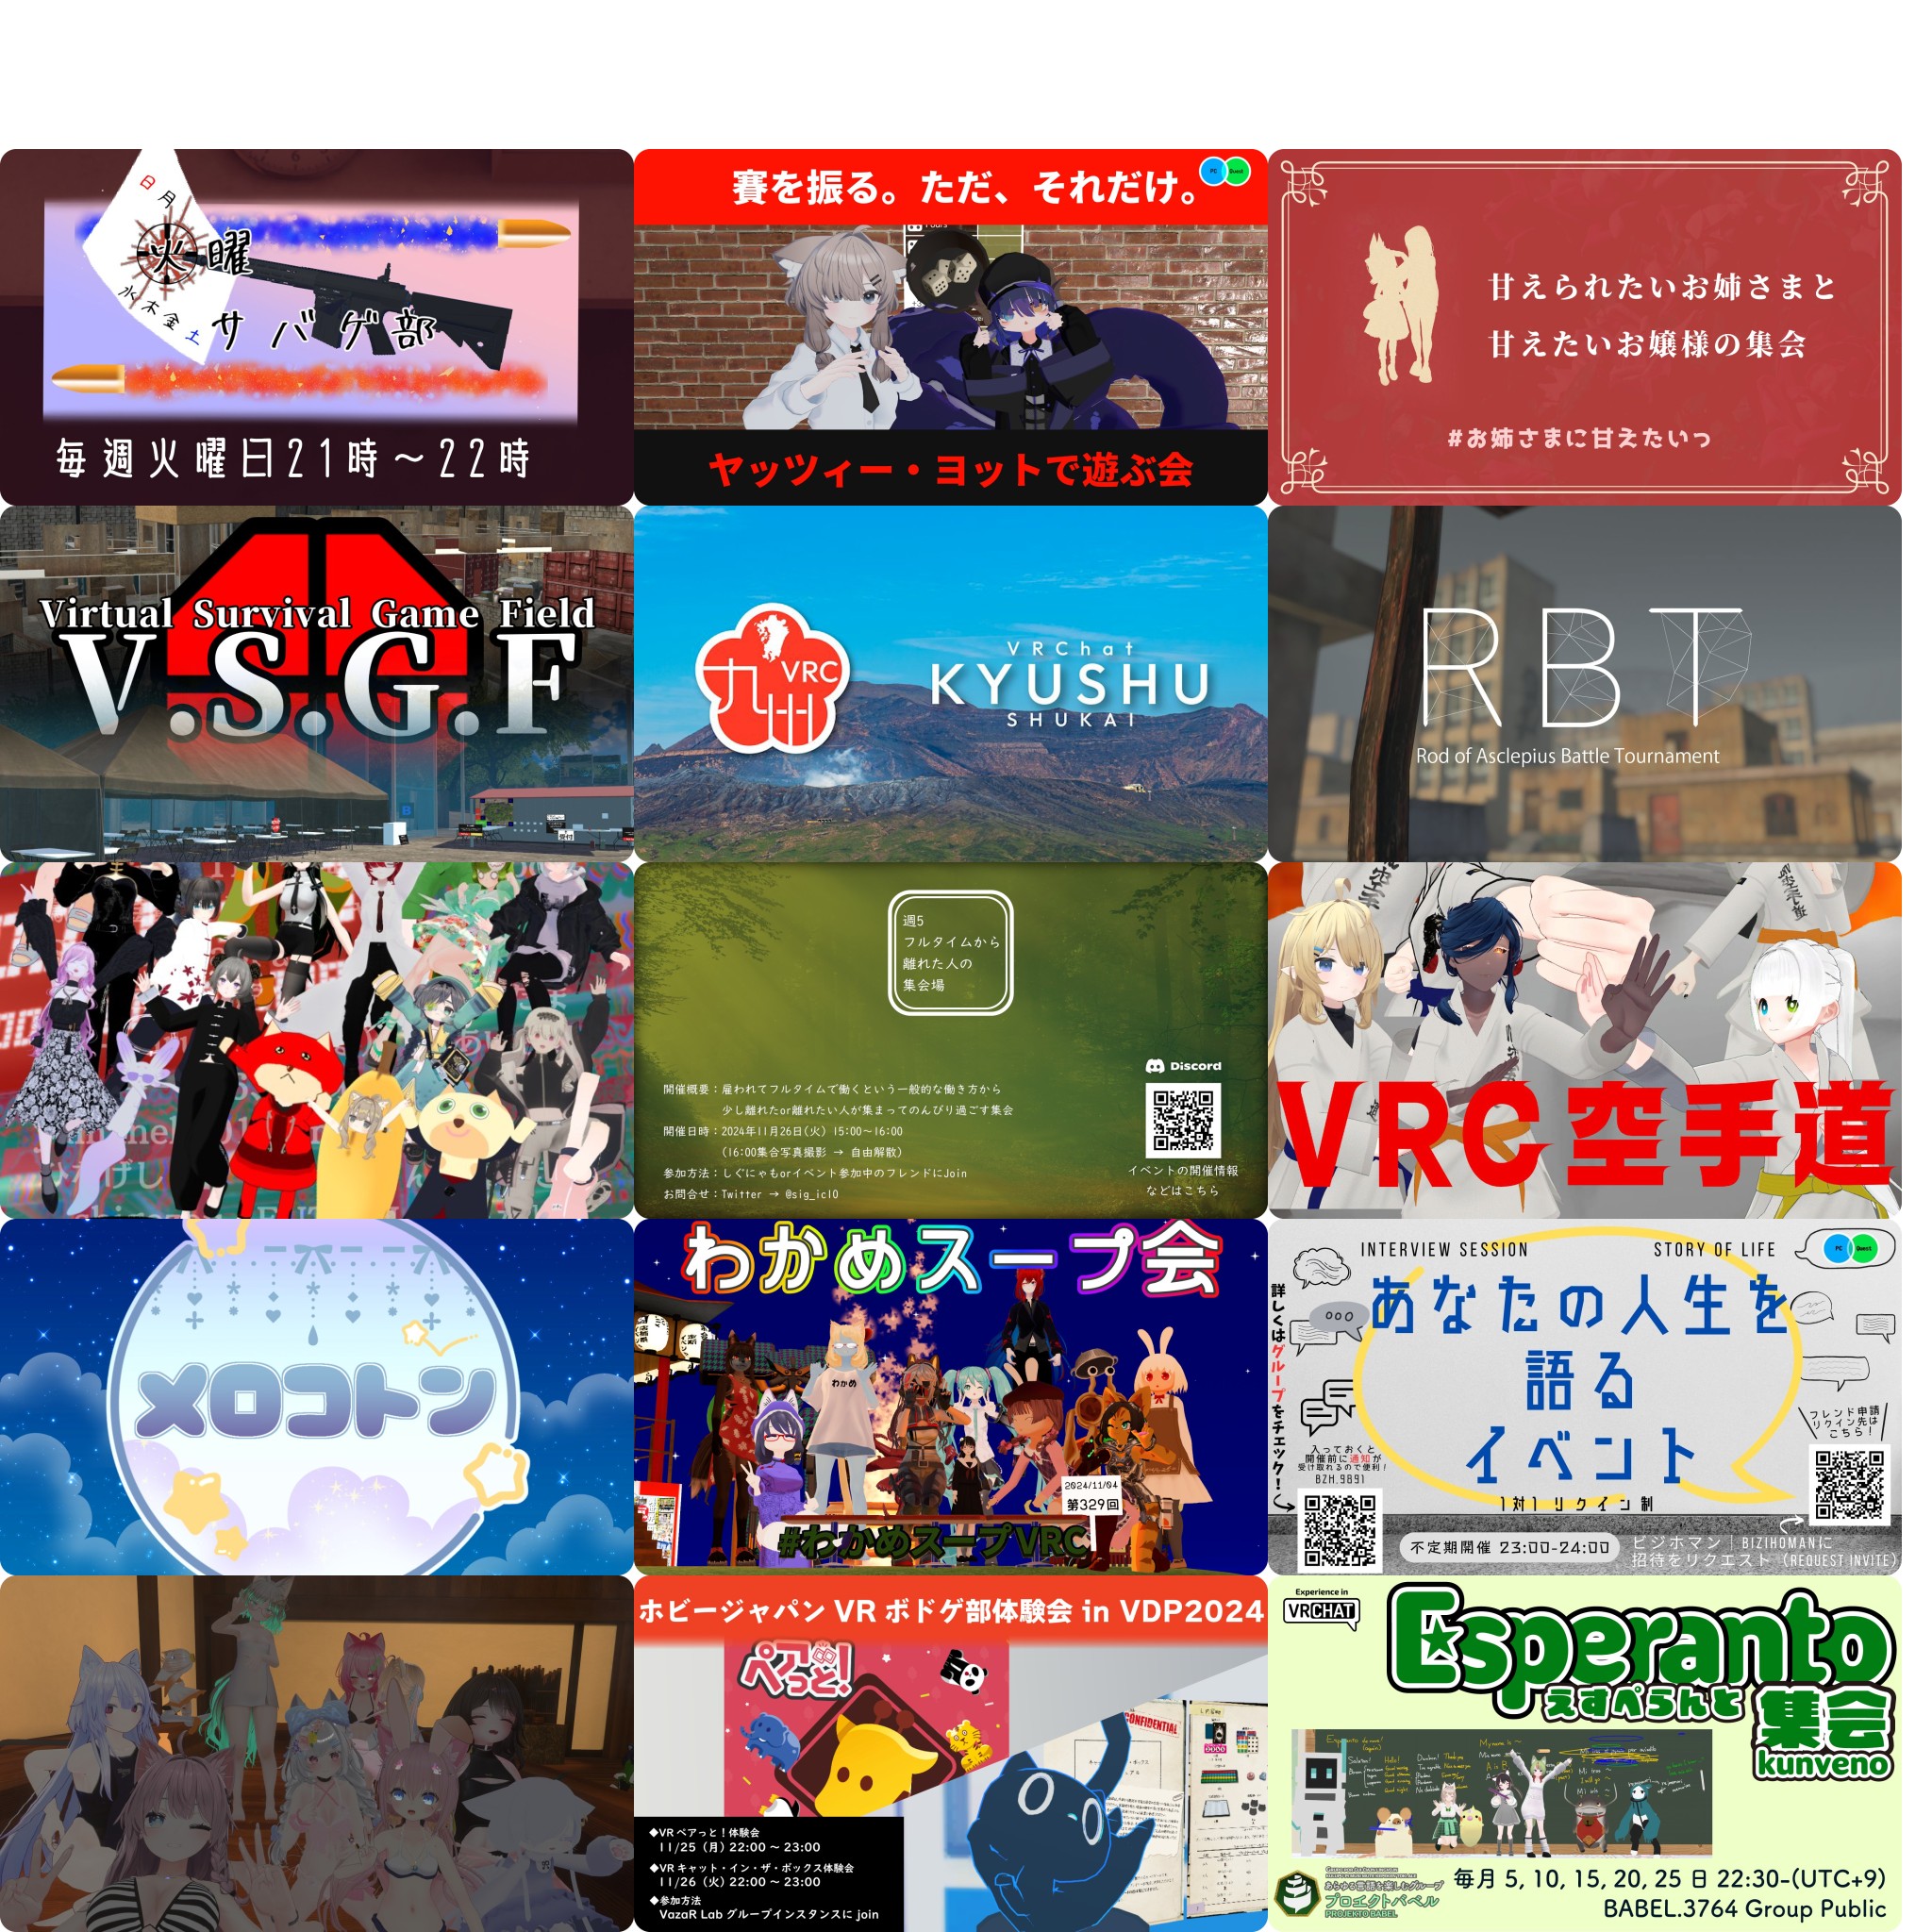 日
月
火曜
水
木
金
土
サバゲ部
毎週火曜日21時〜22時
賽を振る。ただ、それだけ。
PC
Quest
ヤッツィー・ヨットで遊ぶ会
甘えられたいお姉さまと
甘えたいお嬢様の集会
#お姉さまに甘えたいっ
Virtual Survival Game Field
V.S.G.F
受付
九州
VRC
VRChat
KYUSHU
SHUKAI
RBT
Rod of Asclepius Battle Tournament
週5
フルタイムから
離れた人の
集会場
開催概要：雇われてフルタイムで働くという一般的な働き方から
少し離れたor離れたい人が集まってのんびり過ごす集会
開催日時：2024年11月26日(火) 15:00〜16:00
(16:00集合写真撮影 → 自由解散)
参加方法：しぐにゃもorイベント参加中のフレンドにJoin
お問合せ：Twitter → @sig_ic10
Discord
イベントの開催情報
などはこちら
VRC空手道
メロコトン
わかめスープ会
わかめ
2024/11/04
第329回
#わかめスープVRC
INTERVIEW SESSION
STORY OF LIFE
PC
Quest
あなたの人生を
語る
イベント
1対1 リクイン制
詳しくはグループをチェック!
入っておくと
開催前に通知が
受け取れるので便利!
BZH.9891
フレンド申請
リクイン先は
こちら!
不定期開催 23:00-24:00
ビジホマン｜BIZIHOMANに
招待をリクエスト（REQUEST INVITE)
ホビージャパン VR ボドゲ部体験会 in VDP2024
ペアっと!
CONFIDENTIAL
◆VR ペアっと！体験会
11/25（月) 22:00 〜 23:00
◆VR キャット・イン・ザ・ボックス体験会
11/26（火) 22:00 〜 23:00
◆参加方法
VazaR Lab グループインスタンスに join
Experience in
VRCHAT
Esperanto
えすぺらんと 集会
kunveno
あらゆる言語を楽しむグループ
プロエクトバベル
PROJEKTO BABEL
毎月 5, 10, 15, 20, 25 日 22:30-(UTC+9)
BABEL.3764 Group Public